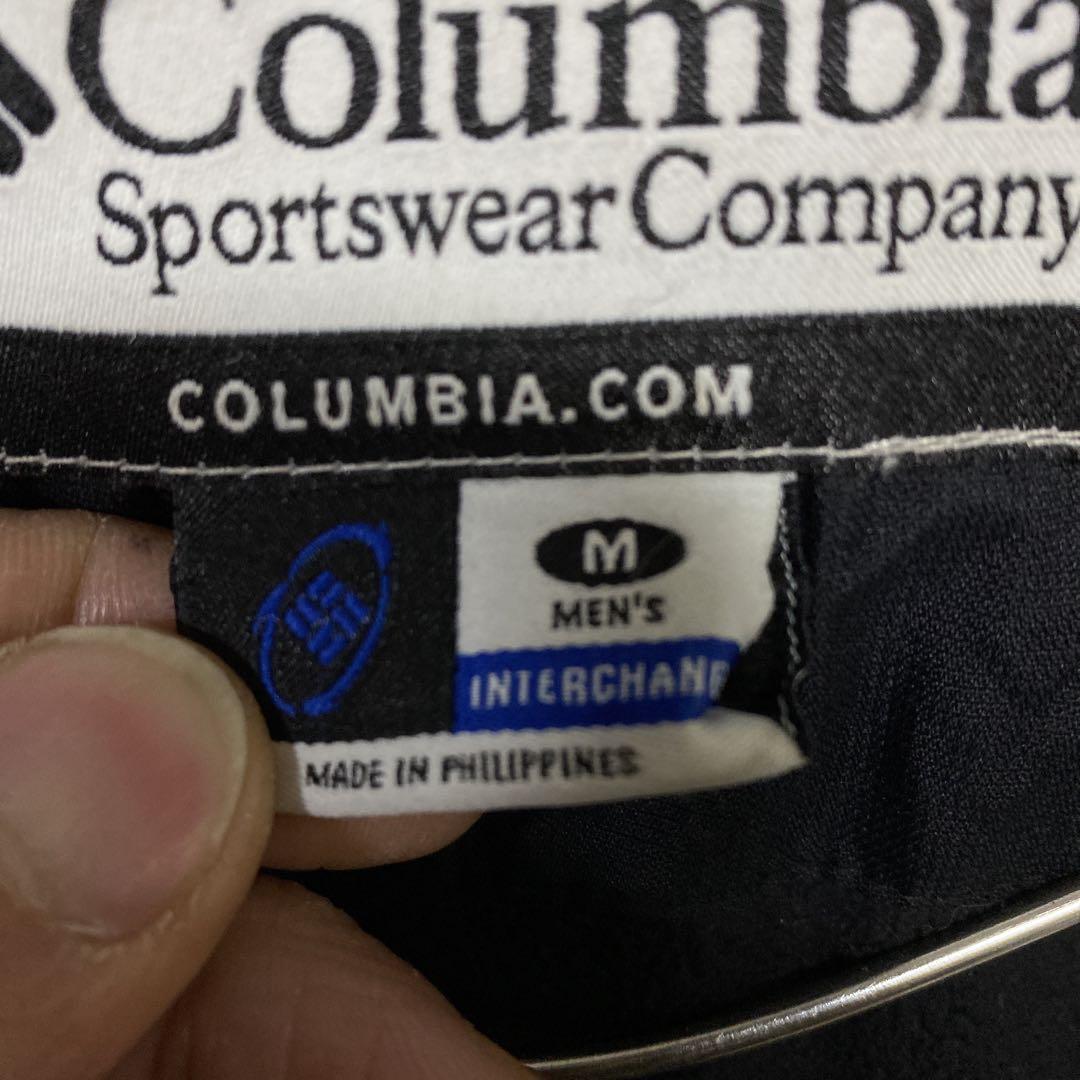 Columbia
Sportswear Company
COLUMBIA.COM
M
MEN'S
INTERCHANG
MADE IN PHILIPPINES